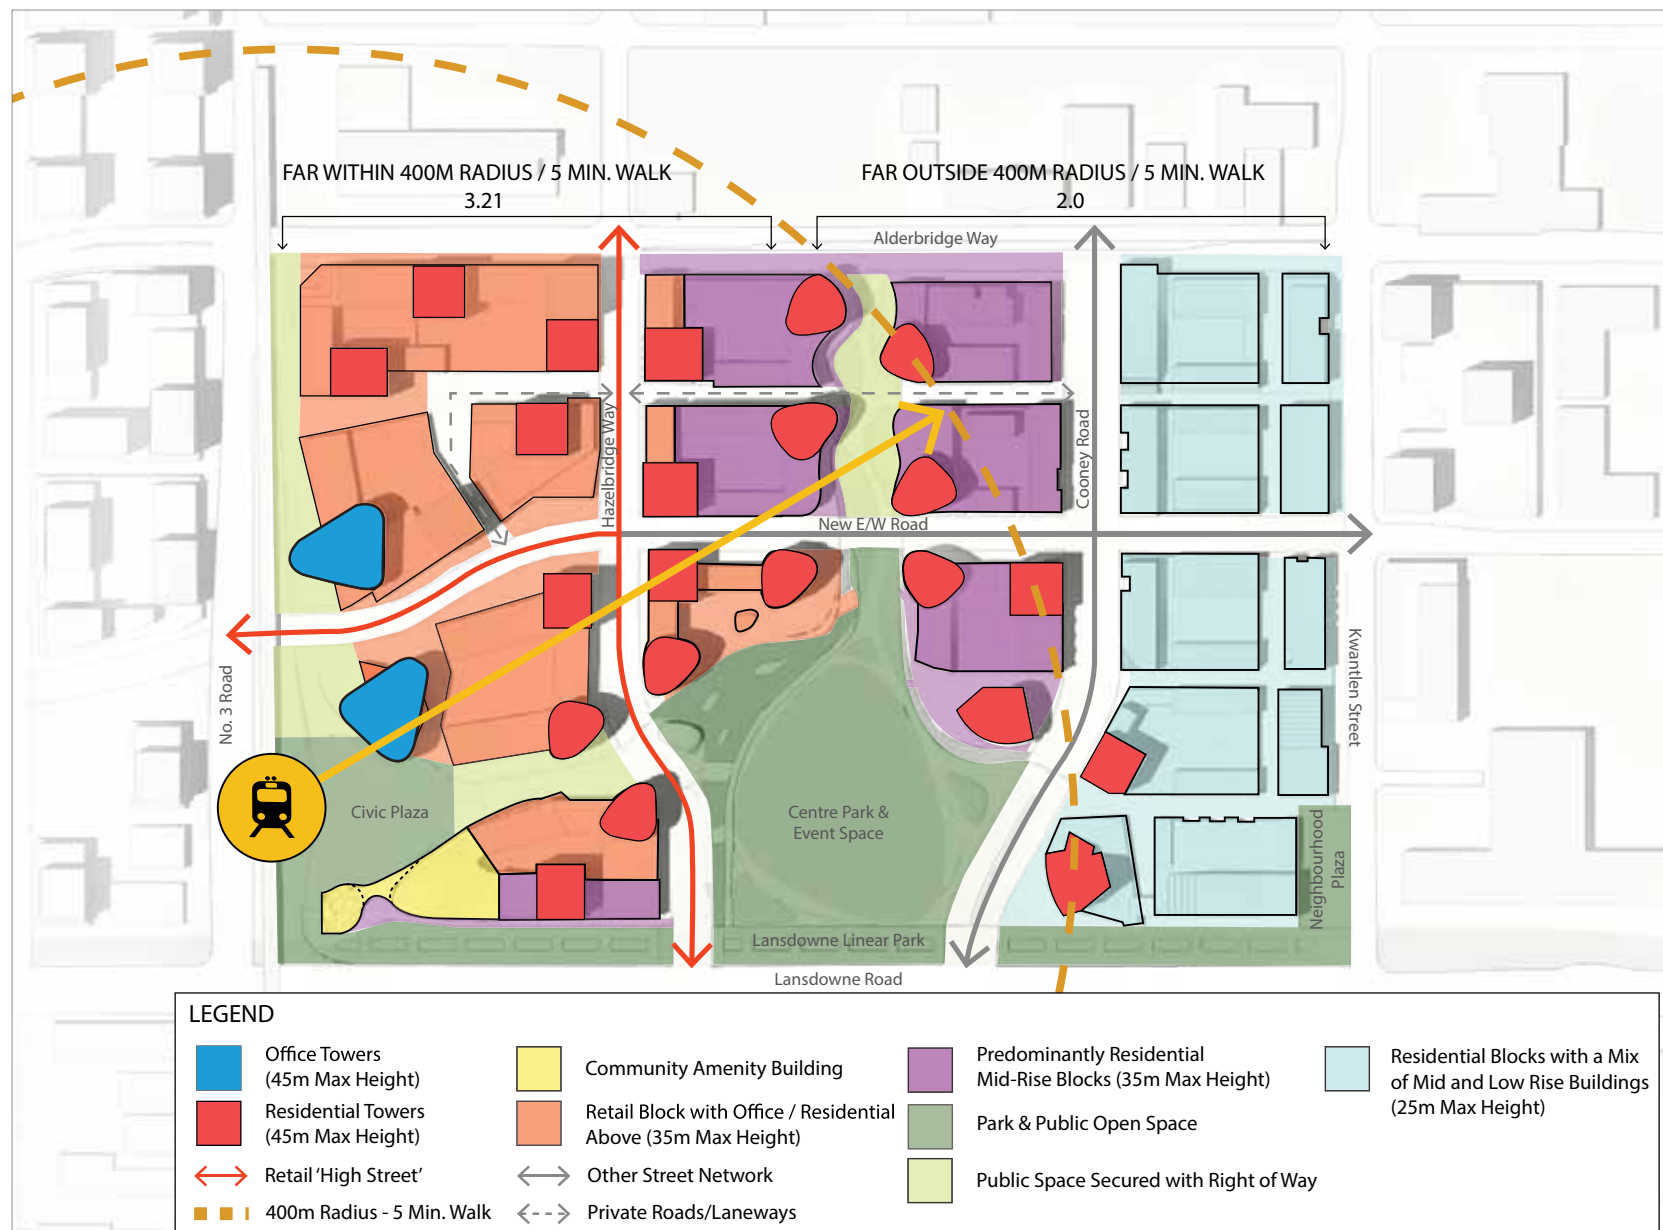 FAR WITHIN 400M RADIUS / 5 MIN. WALK
3.21
FAR OUTSIDE 400M RADIUS / 5 MIN. WALK
2.0
Alderbridge Way
Hazelbridge Way
Cooney Road
New E/W Road
No. 3 Road
Kwantlen Street
Civic Plaza
Centre Park &
Event Space
Neighbourhood
Plaza
Lansdowne Linear Park
Lansdowne Road
LEGEND
Office Towers
(45m Max Height)
Residential Towers
(45m Max Height)
Retail ‘High Street’
400m Radius - 5 Min. Walk
Community Amenity Building
Retail Block with Office / Residential
Above (35m Max Height)
Other Street Network
Private Roads/Laneways
Predominantly Residential
Mid-Rise Blocks (35m Max Height)
Park & Public Open Space
Public Space Secured with Right of Way
Residential Blocks with a Mix
of Mid and Low Rise Buildings
(25m Max Height)